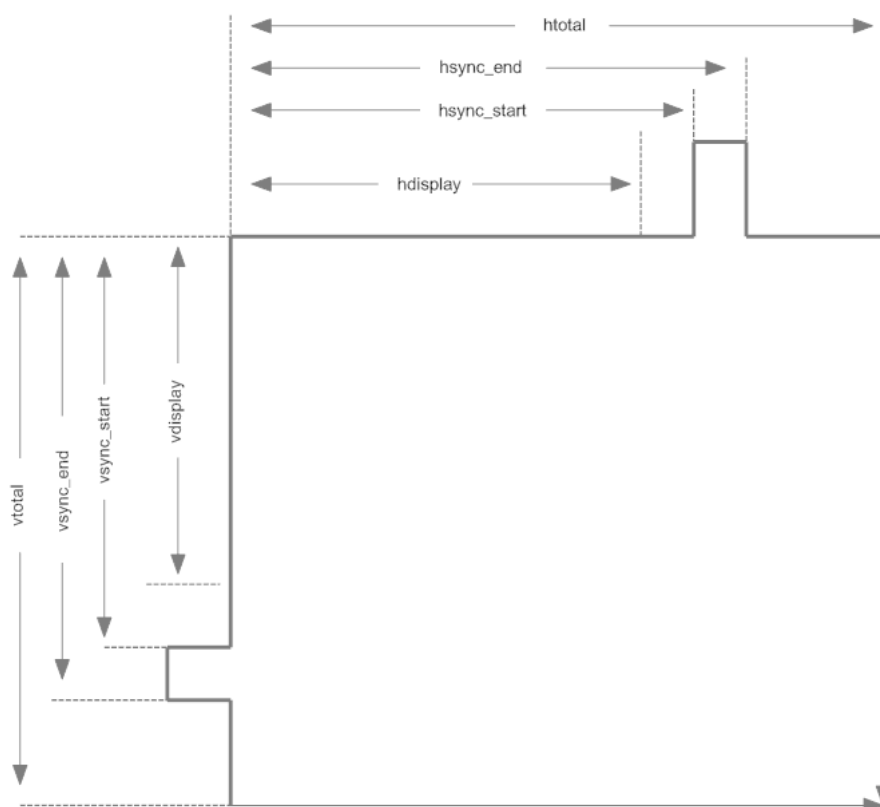 htotal
hsync_end
hsync_start
hdisplay
vdisplay
vsync_start
vsync_end
vtotal